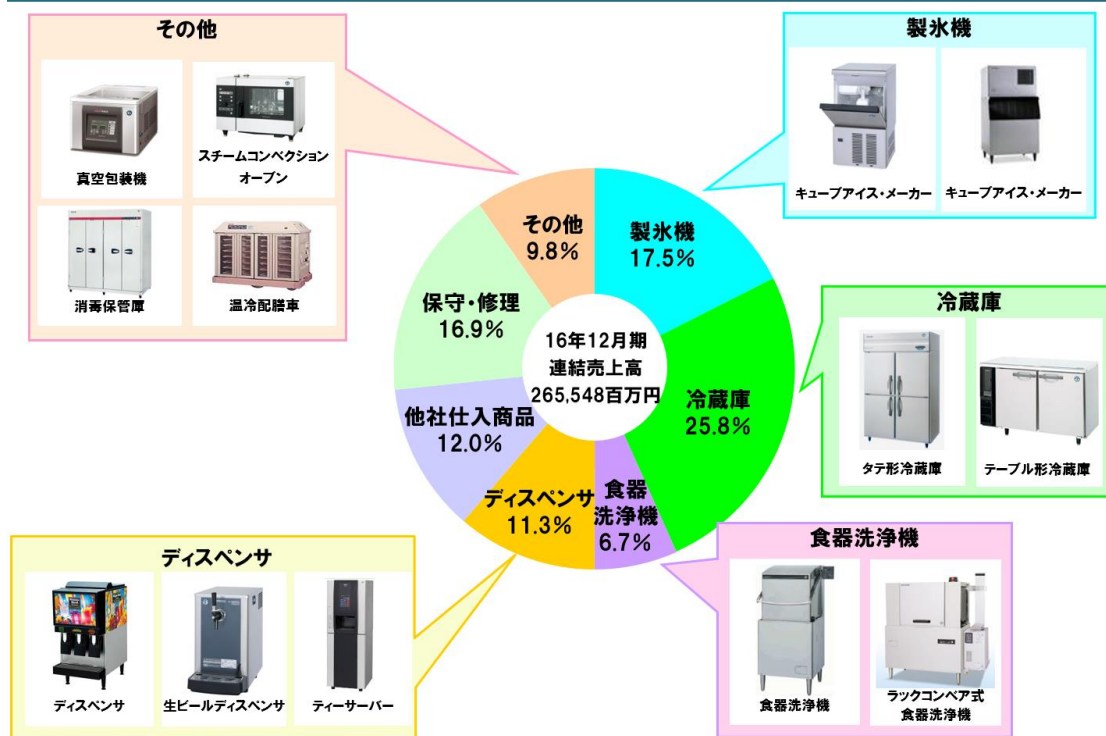 その他
真空包装機
スチームコンベクション
オーブン
消毒保管庫
温冷配膳車
製氷機
キューブアイス・メーカー
キューブアイス・メーカー
冷蔵庫
タテ形冷蔵庫
テーブル形冷蔵庫
その他
9.8%
製氷機
17.5%
保守・修理
16.9%
16年12月期
連結売上高
265,548百万円
冷蔵庫
25.8%
他社仕入商品
12.0%
ディスペンサ
11.3%
食器
洗浄機
6.7%
ディスペンサ
ディスペンサ
生ビールディスペンサ
ティーサーバー
食器洗浄機
食器洗浄機
ラックコンベア式
食器洗浄機